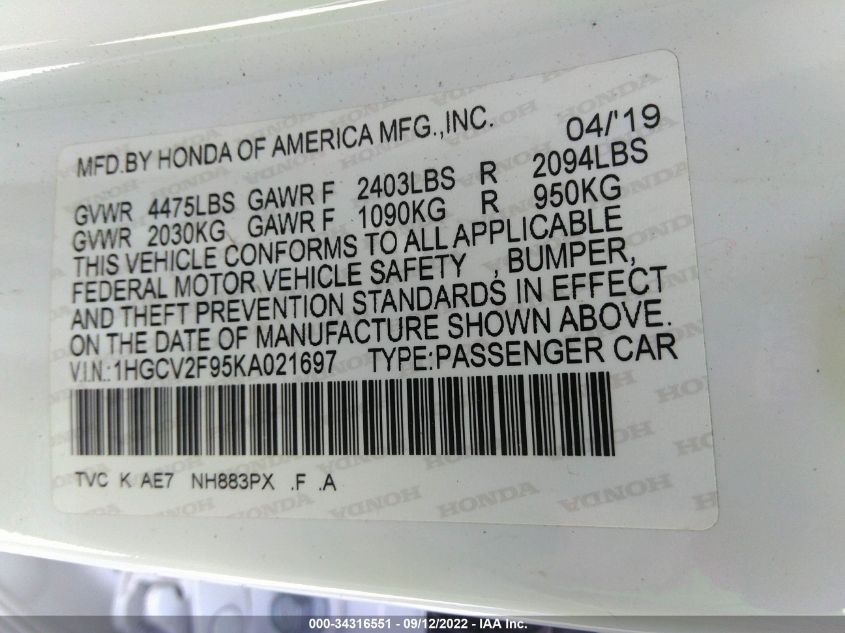 MFD.BY HONDA OF AMERICA MFG.,INC. 04/'19
GVWR 4475LBS GAWR F 2403LBS R 2094LBS
GVWR 2030KG GAWR F 1090KG R 950KG
THIS VEHICLE CONFORMS TO ALL APPLICABLE
FEDERAL MOTOR VEHICLE SAFETY , BUMPER,
AND THEFT PREVENTION STANDARDS IN EFFECT
ON THE DATE OF MANUFACTURE SHOWN ABOVE.
V.I.N.:1HGCV2F95KA021697 TYPE:PASSENGER CAR
TVC K AE7 NH883PX .F .A
HONDA HONDA HONDA
000-34316551 - 09/12/2022 - IAA Inc.